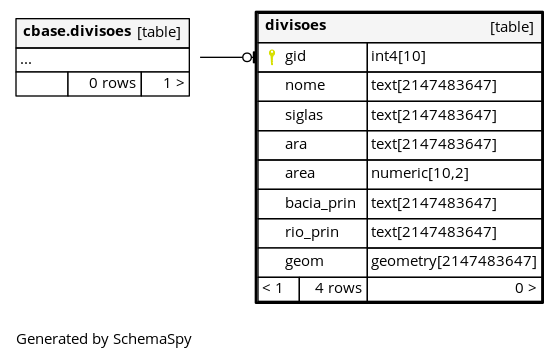 cbase.divisoes [table]
...
0 rows 1 >
divisoes [table]
gid int4[10]
nome text[2147483647]
siglas text[2147483647]
ara text[2147483647]
area numeric[10,2]
bacia_prin text[2147483647]
rio_prin text[2147483647]
geom geometry[2147483647]
< 1 4 rows 0 >
Generated by SchemaSpy